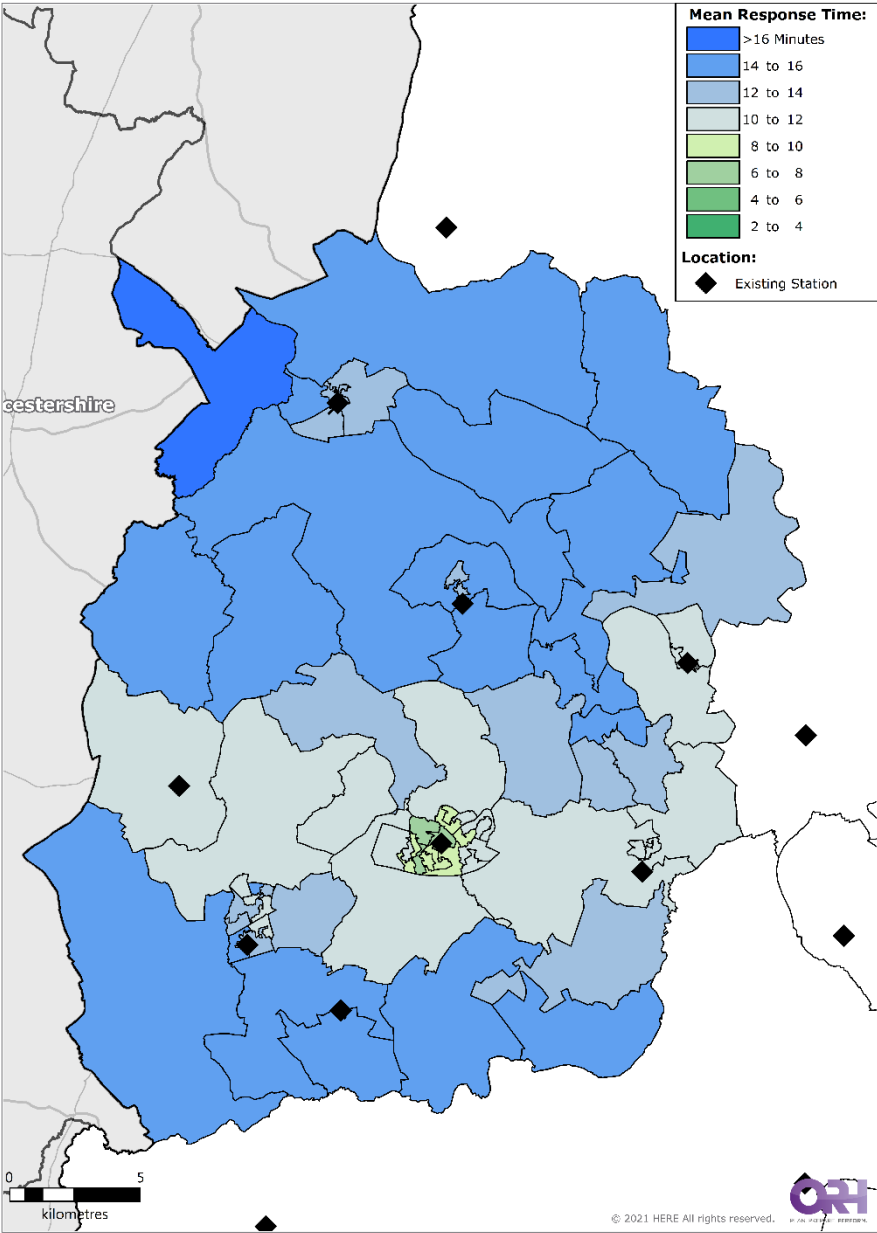 Mean Response Time:
>16 Minutes
14 to 16
12 to 14
10 to 12
8 to 10
6 to 8
4 to 6
2 to 4
Location:
Existing Station
cestershire
0 5
kilometres
© 2021 HERE All rights reserved.
ORH